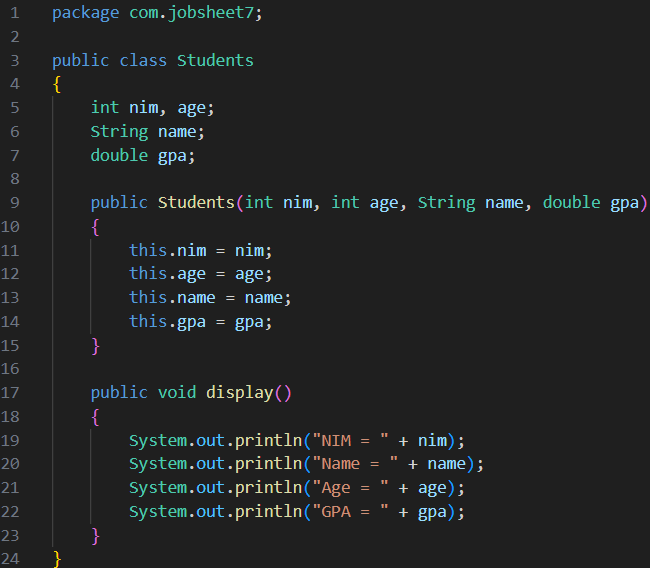 1 package com.jobsheet7;
2
3 public class Students
4 {
5     int nim, age;
6     String name;
7     double gpa;
8
9     public Students(int nim, int age, String name, double gpa)
10     {
11         this.nim = nim;
12         this.age = age;
13         this.name = name;
14         this.gpa = gpa;
15     }
16
17     public void display()
18     {
19         System.out.println("NIM = " + nim);
20         System.out.println("Name = " + name);
21         System.out.println("Age = " + age);
22         System.out.println("GPA = " + gpa);
23     }
24 }